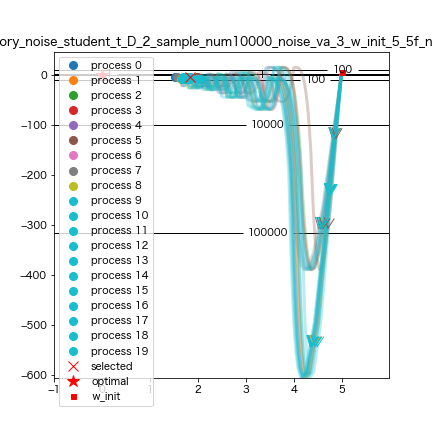 ory_noise_student_t_D_2_sample_num10000_noise_va_3_w_init_5_5f_n
process 0
process 1
process 2
process 3
process 4
process 5
process 6
process 7
process 8
process 9
process 10
process 11
process 12
process 13
process 14
process 15
process 16
process 17
process 18
process 19
selected
optimal
w_init
100
100
10000
100000
0
−100
−200
−300
−400
−500
−600
−1
2
3
4
5